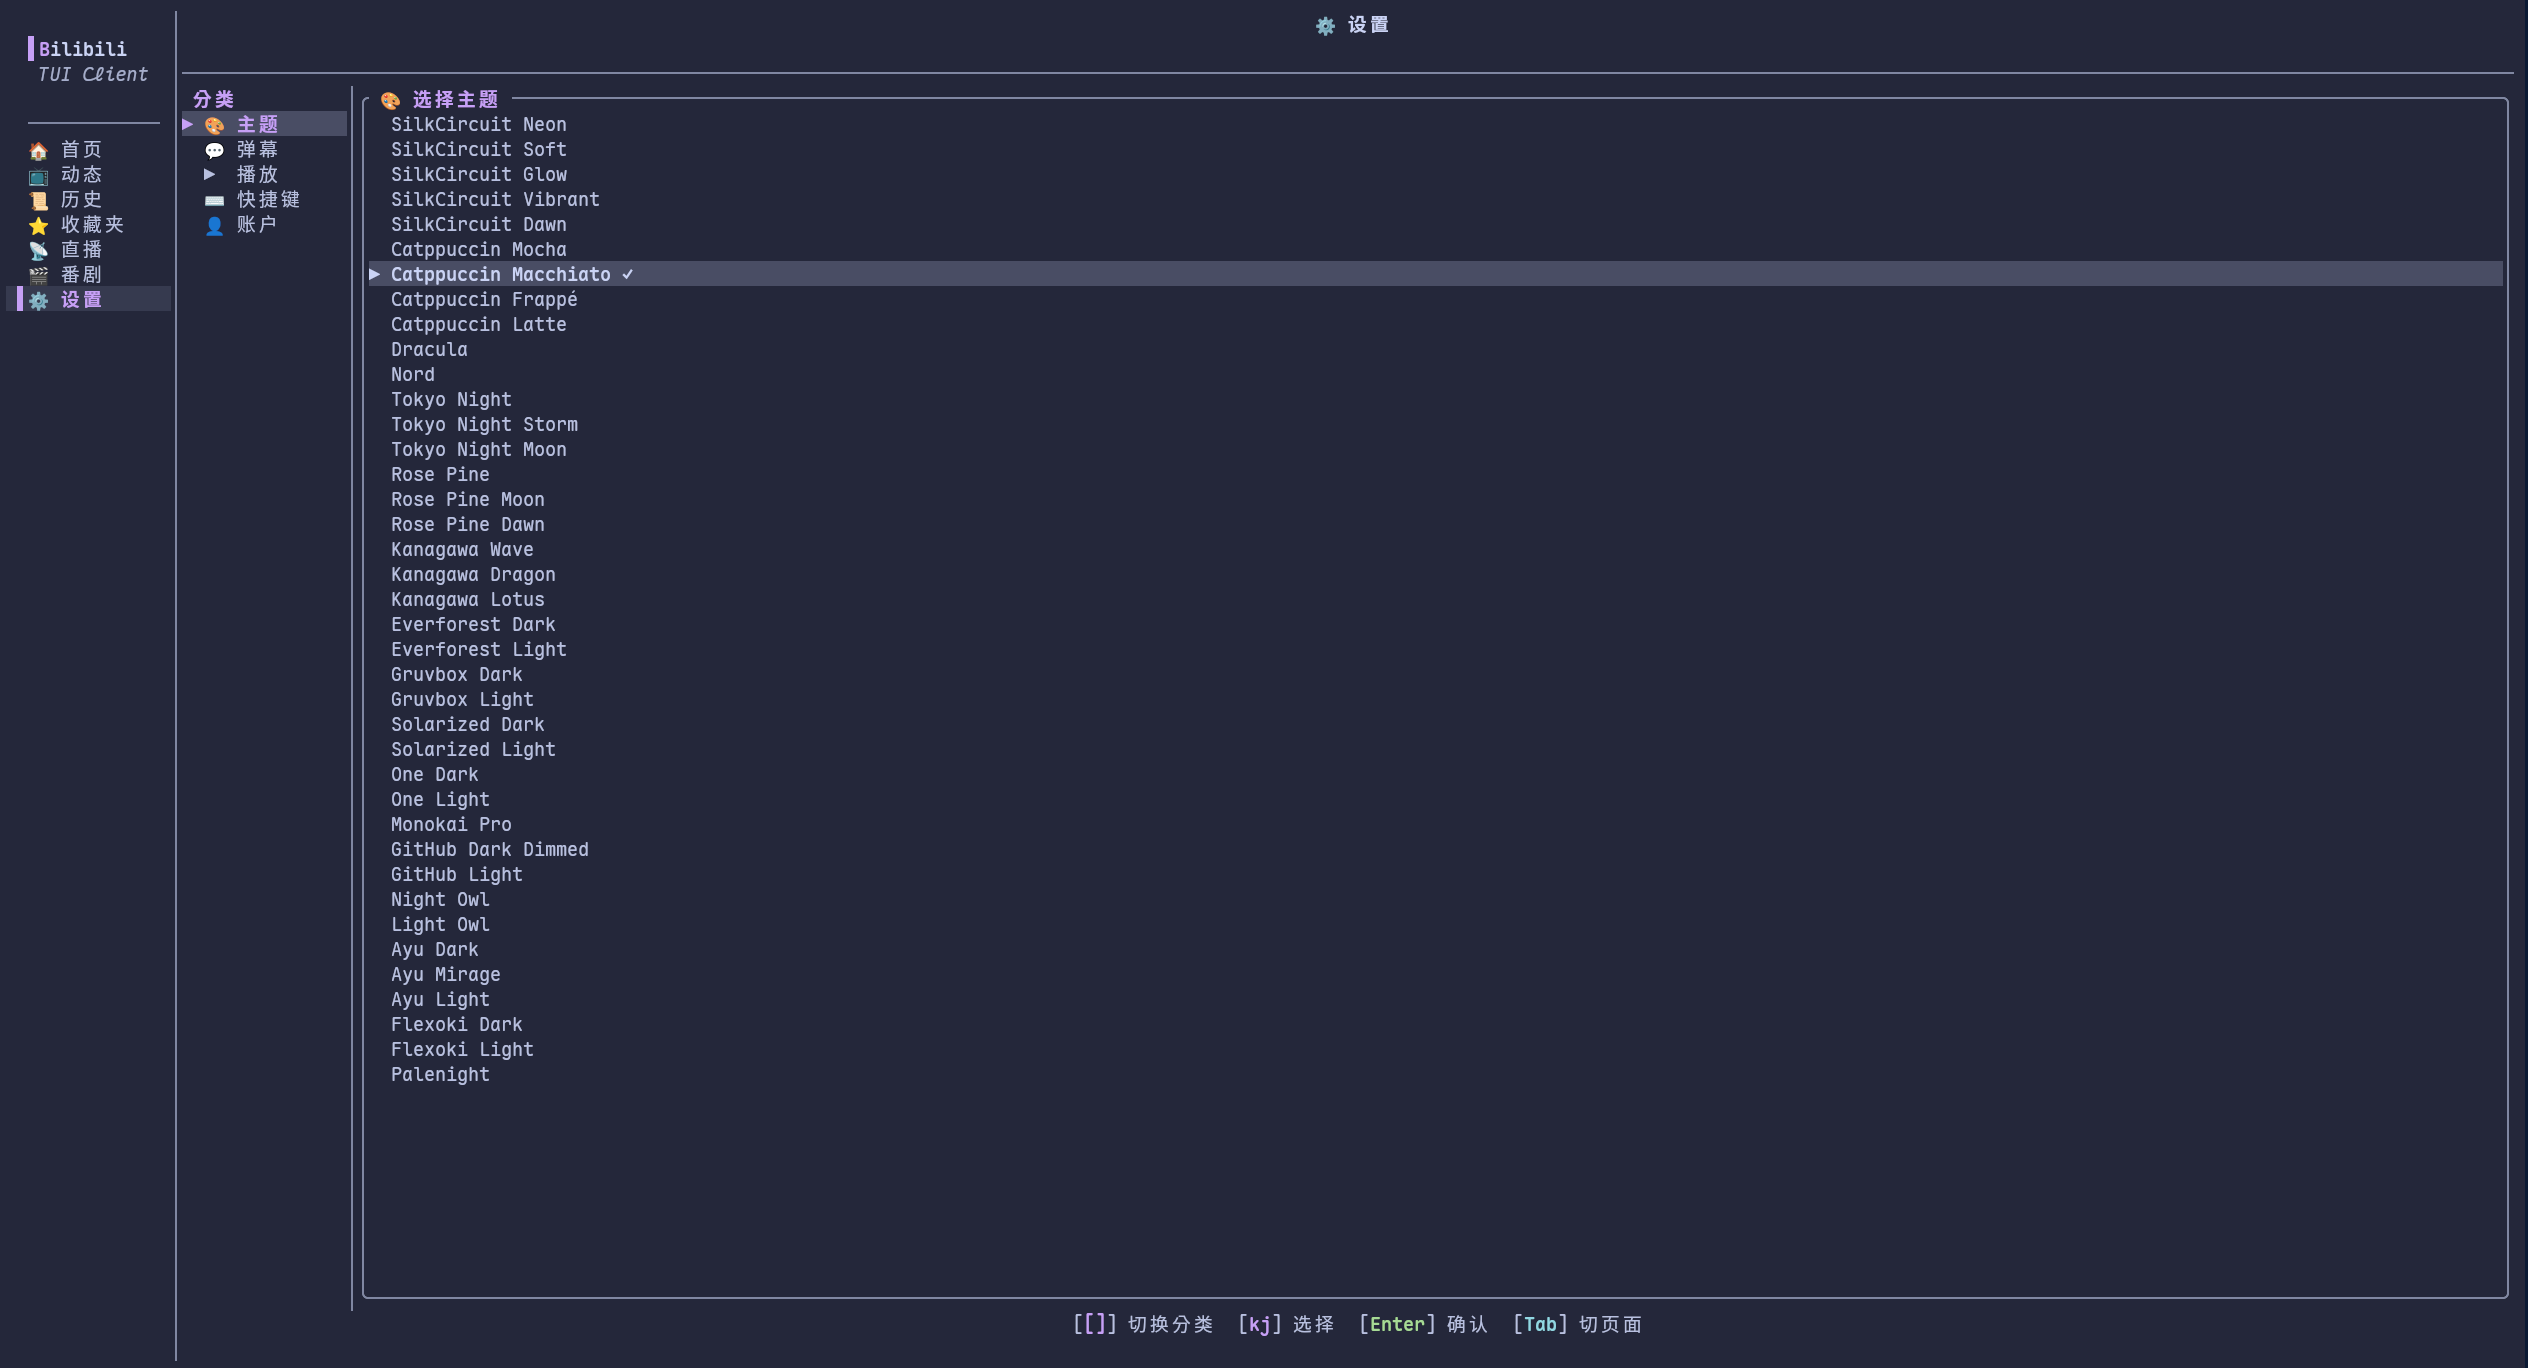 Bilibili
TUI Client
首页
动态
历史
收藏夹
直播
番剧
设置
设置
分类
主题
弹幕
播放
快捷键
账户
选择主题
SilkCircuit Neon
SilkCircuit Soft
SilkCircuit Glow
SilkCircuit Vibrant
SilkCircuit Dawn
Catppuccin Mocha
Catppuccin Macchiato ✓
Catppuccin Frappé
Catppuccin Latte
Dracula
Nord
Tokyo Night
Tokyo Night Storm
Tokyo Night Moon
Rose Pine
Rose Pine Moon
Rose Pine Dawn
Kanagawa Wave
Kanagawa Dragon
Kanagawa Lotus
Everforest Dark
Everforest Light
Gruvbox Dark
Gruvbox Light
Solarized Dark
Solarized Light
One Dark
One Light
Monokai Pro
GitHub Dark Dimmed
GitHub Light
Night Owl
Light Owl
Ayu Dark
Ayu Mirage
Ayu Light
Flexoki Dark
Flexoki Light
Palenight
[[]] 切换分类 [kj] 选择 [Enter] 确认 [Tab] 切页面